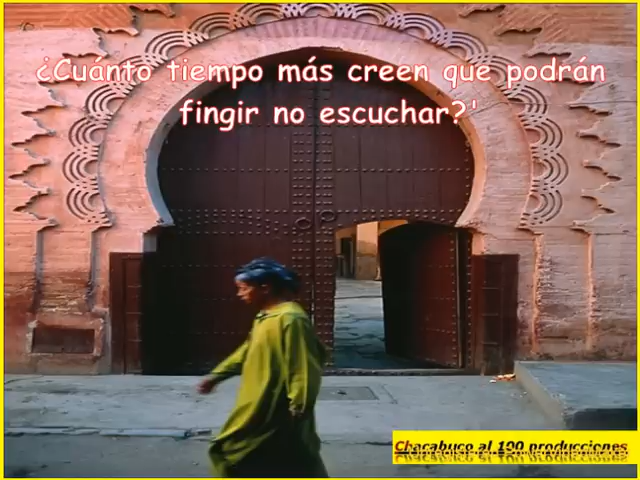 ¿Cuánto tiempo más creen que podrán
fingir no escuchar?'
Chacabuco al 100 producciones